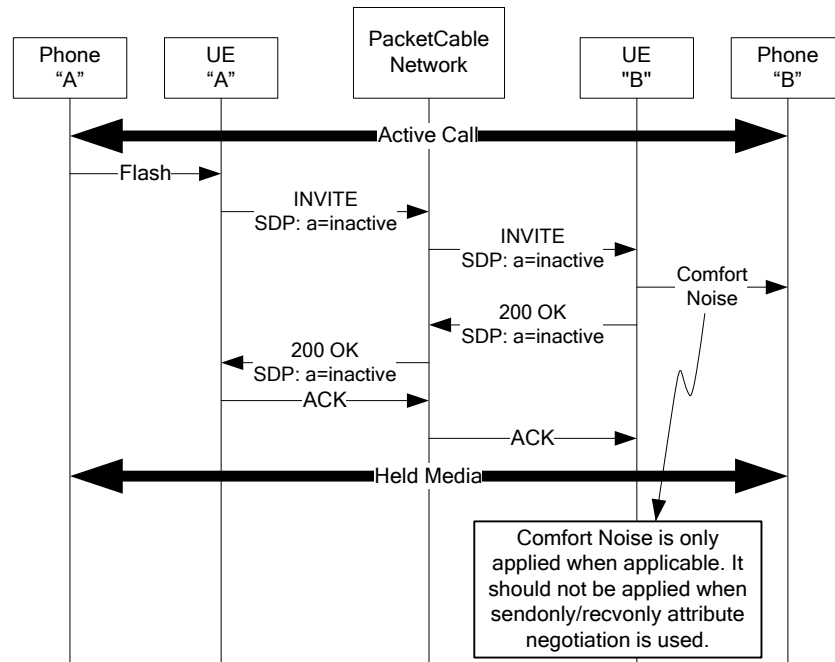 Phone
“A”
UE
“A”
PacketCable
Network
UE
"B"
Phone
“B”
Active Call
Flash
INVITE
SDP: a=inactive
INVITE
SDP: a=inactive
Comfort
Noise
200 OK
SDP: a=inactive
200 OK
SDP: a=inactive
ACK
ACK
Held Media
Comfort Noise is only
applied when applicable. It
should not be applied when
sendonly/recvonly attribute
negotiation is used.